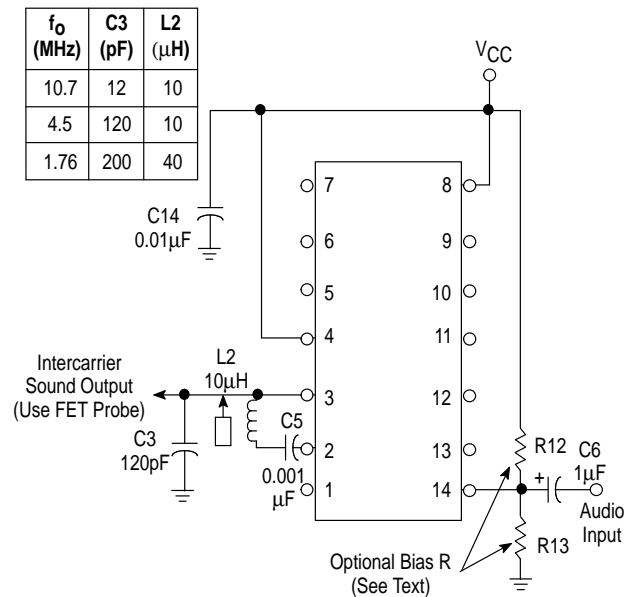 fo
(MHz)
C3
(pF)
L2
(μH)
10.7 12 10
4.5 120 10
1.76 200 40
VCC
C14
0.01μF
7
6
5
4
3
2
1
8
9
10
11
12
13
14
Intercarrier
Sound Output
(Use FET Probe)
L2
10μH
C3
120pF
C5
0.001
μF
R12
C6
1μF
+
Audio
Input
R13
Optional Bias R
(See Text)